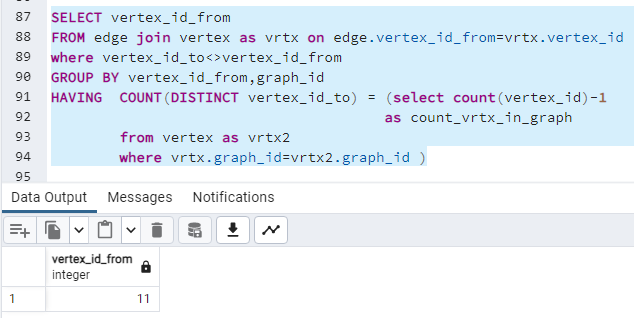 87 SELECT vertex_id_from
88 FROM edge join vertex as vrtx on edge.vertex_id_from=vrtx.vertex_id
89 where vertex_id_to<>vertex_id_from
90 GROUP BY vertex_id_from,graph_id
91 HAVING  COUNT(DISTINCT vertex_id_to) = (select count(vertex_id)-1
92 as count_vrtx_in_graph
93 from vertex as vrtx2
94 where vrtx.graph_id=vrtx2.graph_id )
95
Data Output Messages Notifications
vertex_id_from
integer
1 11